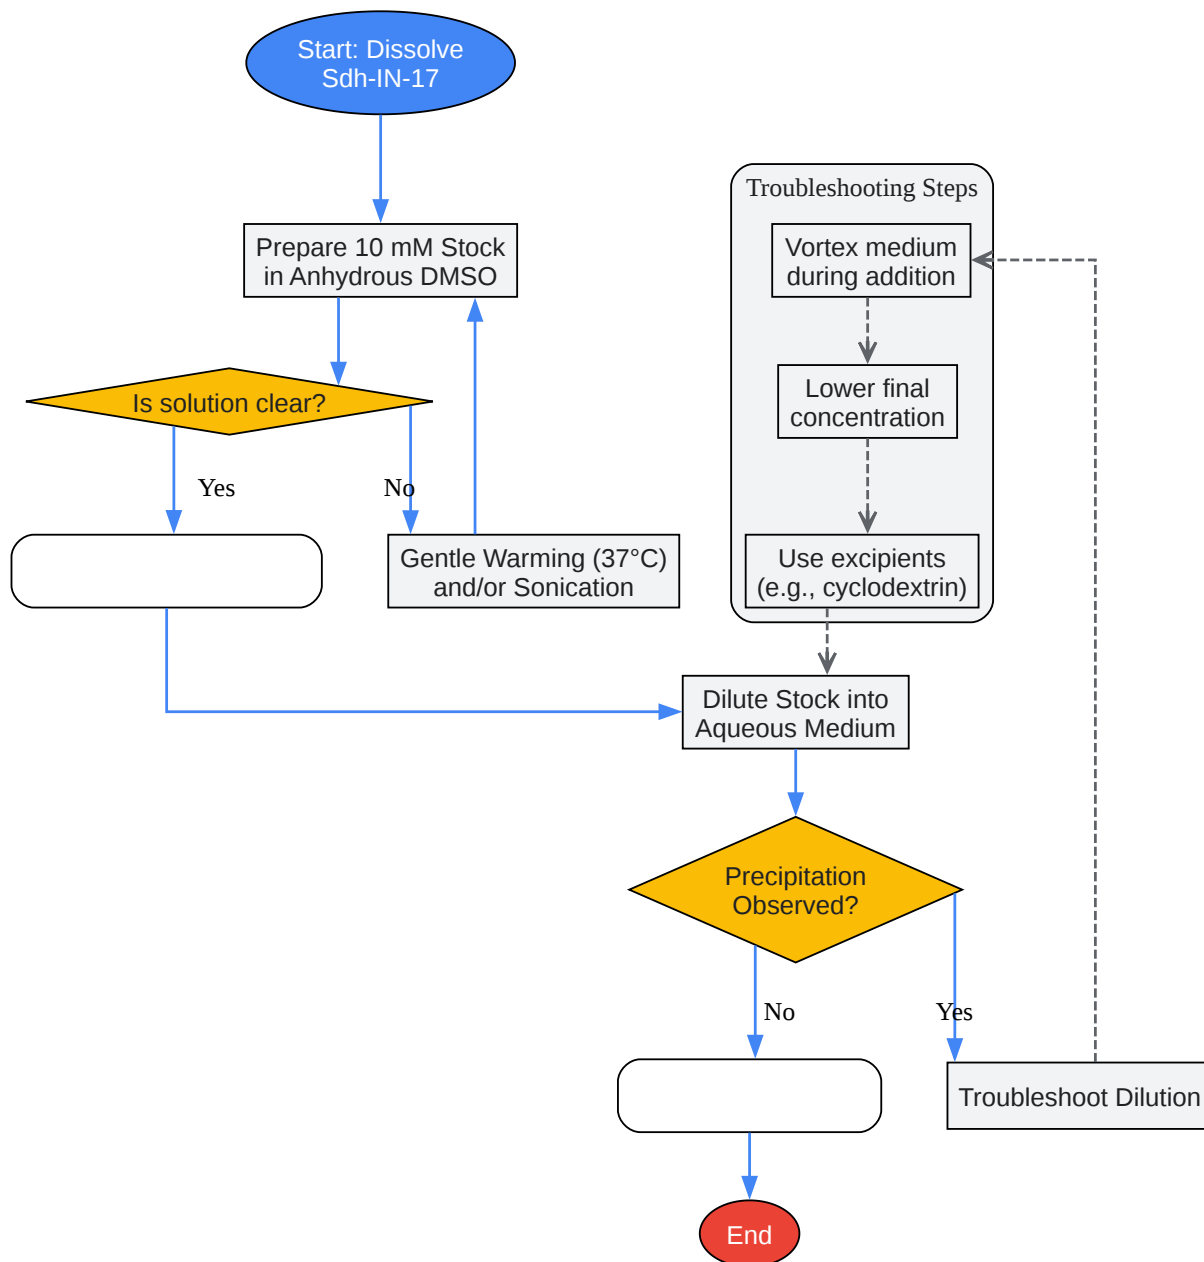 Start: Dissolve
Sdh-IN-17
Prepare 10 mM Stock
in Anhydrous DMSO
Is solution clear?
Yes
No
Gentle Warming (37°C)
and/or Sonication
Troubleshooting Steps
Vortex medium
during addition
Lower final
concentration
Use excipients
(e.g., cyclodextrin)
Dilute Stock into
Aqueous Medium
Precipitation
Observed?
No
Yes
Troubleshoot Dilution
End